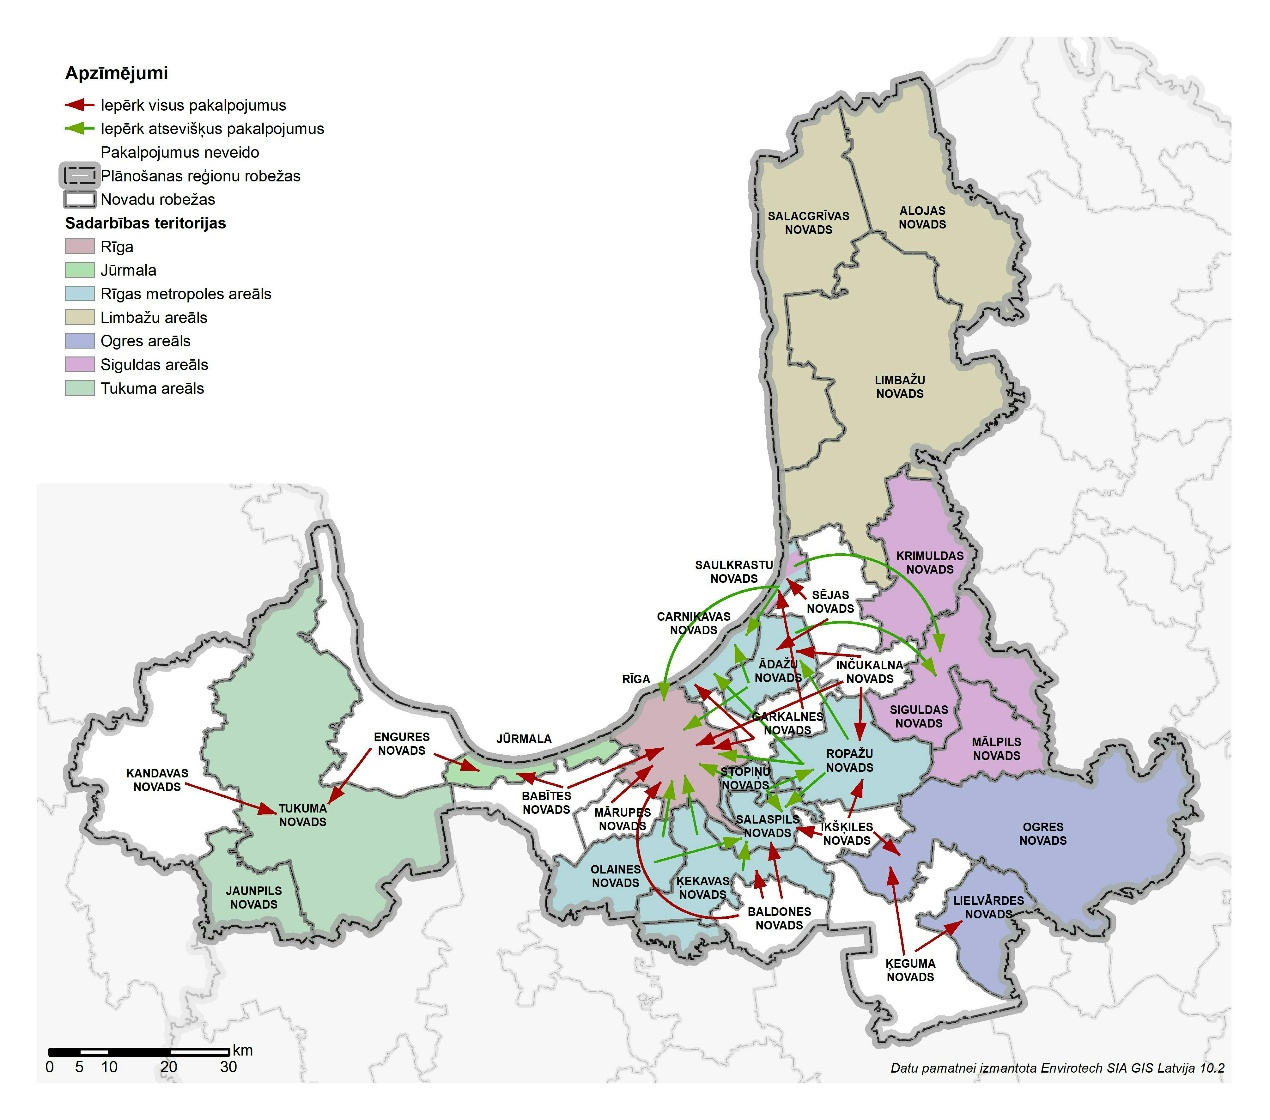 Apzīmējumi
Iepērk visus pakalpojumus
Iepērk atsevišķus pakalpojumus
Pakalpojumus neveido
Plānošanas reģionu robežas
Novadu robežas
Sadarbības teritorijas
Rīga
Jūrmala
Rīgas metropoles areāls
Limbažu areāls
Ogres areāls
Siguldas areāls
Tukuma areāls
SALACGRĪVAS
NOVADS
ALOJAS
NOVADS
LIMBAŽU
NOVADS
KRIMULDAS
NOVADS
SAULKRASTU
NOVADS
SĒJAS
NOVADS
CARNIKAVAS
NOVADS
ĀDAŽU
NOVADS
INČUKALNA
NOVADS
RĪGA
GARKALNES
NOVADS
SIGULDAS
NOVADS
MĀLPILS
NOVADS
ROPAŽU
NOVADS
STOPIŅU
NOVADS
JŪRMALA
ENGURES
NOVADS
KANDAVAS
NOVADS
TUKUMA
NOVADS
BABĪTES
NOVADS
MĀRUPES
NOVADS
SALASPILS
NOVADS
IKŠĶILES
NOVADS
OGRES
NOVADS
OLAINES
NOVADS
ĶEKAVAS
NOVADS
JAUNPILS
NOVADS
BALDONES
NOVADS
LIELVĀRDES
NOVADS
ĶEGUMA
NOVADS
km
0 5 10 20 30
Datu pamatnei izmantota Envirotech SIA GIS Latvija 10.2